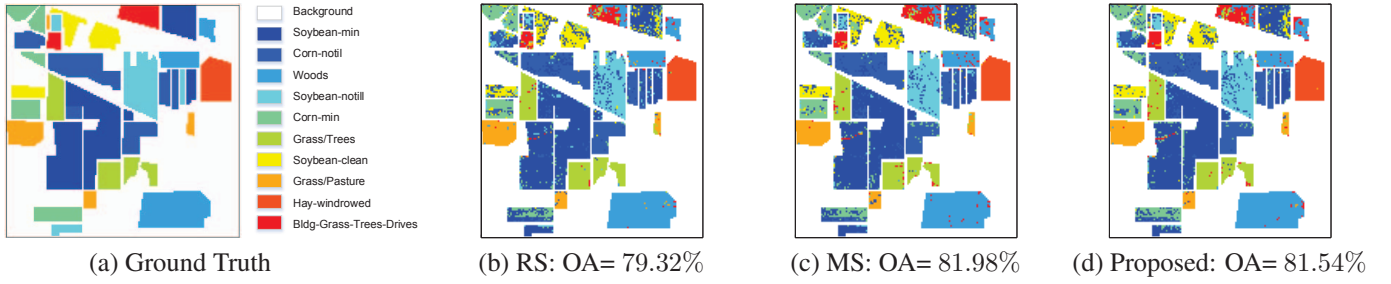 Background
Soybean-min
Corn-notil
Woods
Soybean-notill
Corn-min
Grass/Trees
Soybean-clean
Grass/Pasture
Hay-windrowed
Bldg-Grass-Trees-Drives
(a) Ground Truth
(b) RS: OA= 79.32%
(c) MS: OA= 81.98%
(d) Proposed: OA= 81.54%